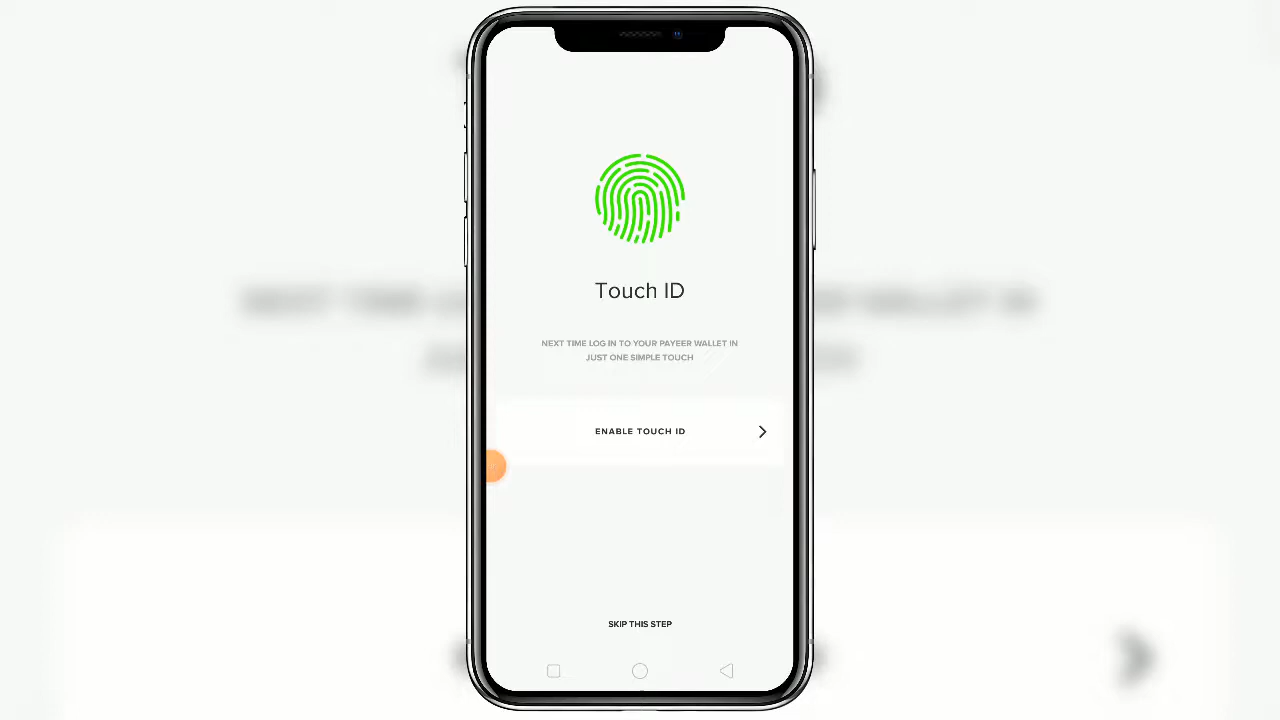 Touch ID
NEXT TIME LOG IN TO YOUR PAYEER WALLET IN
JUST ONE SIMPLE TOUCH
ENABLE TOUCH ID
SKIP THIS STEP